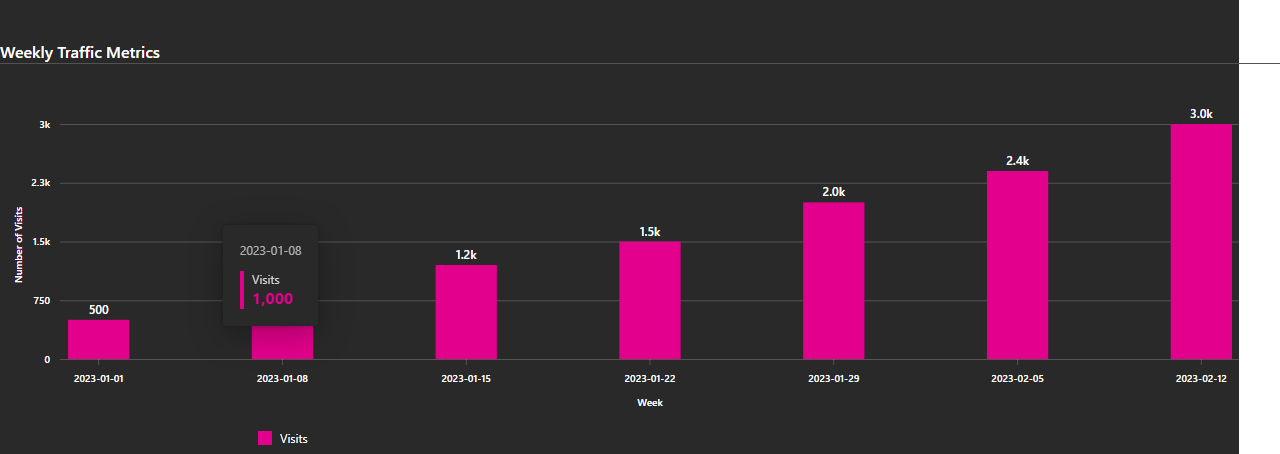 Weekly Traffic Metrics
3.0k
3k
2.4k
2.3k
2.0k
1.5k
1.5k
1.2k
2023-01-08
Visits
1,000
Number of Visits
750
500
0
2023-01-01 2023-01-08 2023-01-15 2023-01-22 2023-01-29 2023-02-05 2023-02-12
Week
Visits